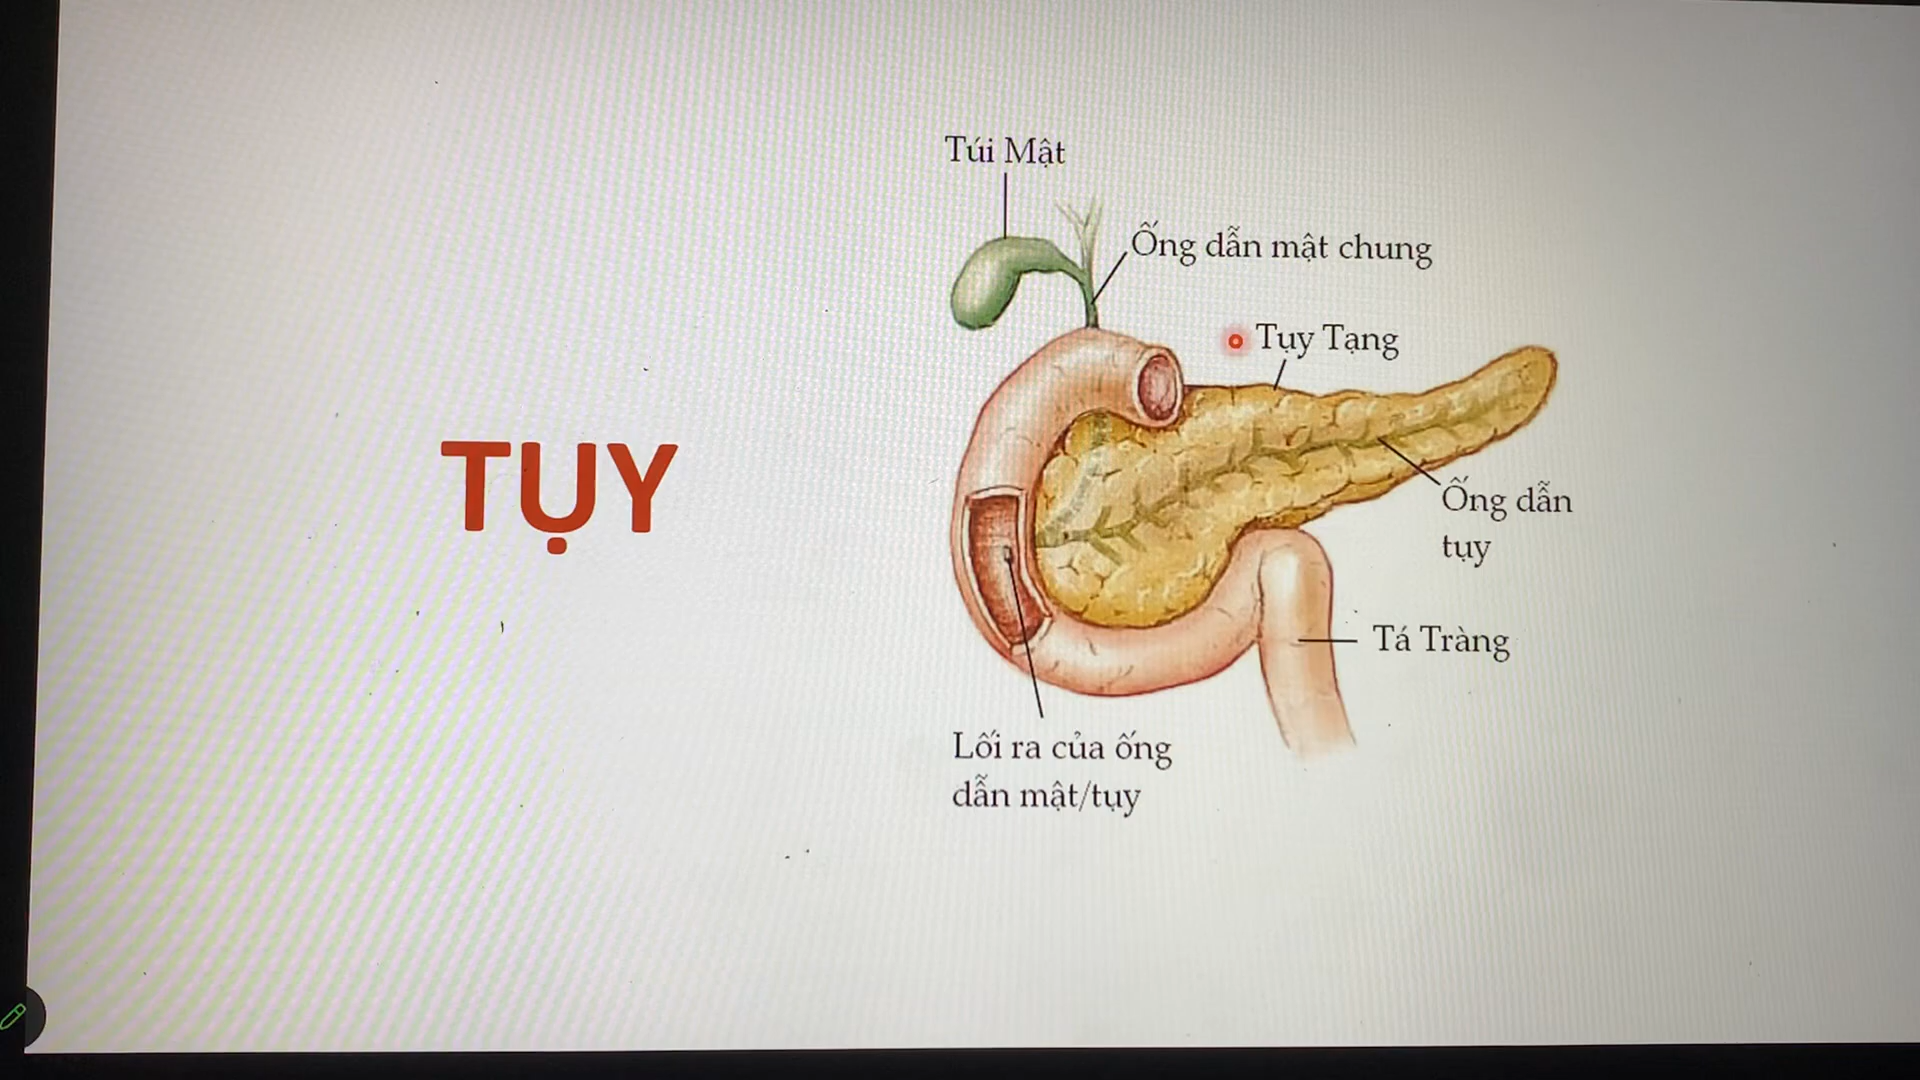 Túi Mật
Ống dẫn mật chung
Tụy Tạng
TỤY
Ống dẫn
tụy
Tá Tràng
Lối ra của ống
dẫn mật/tụy